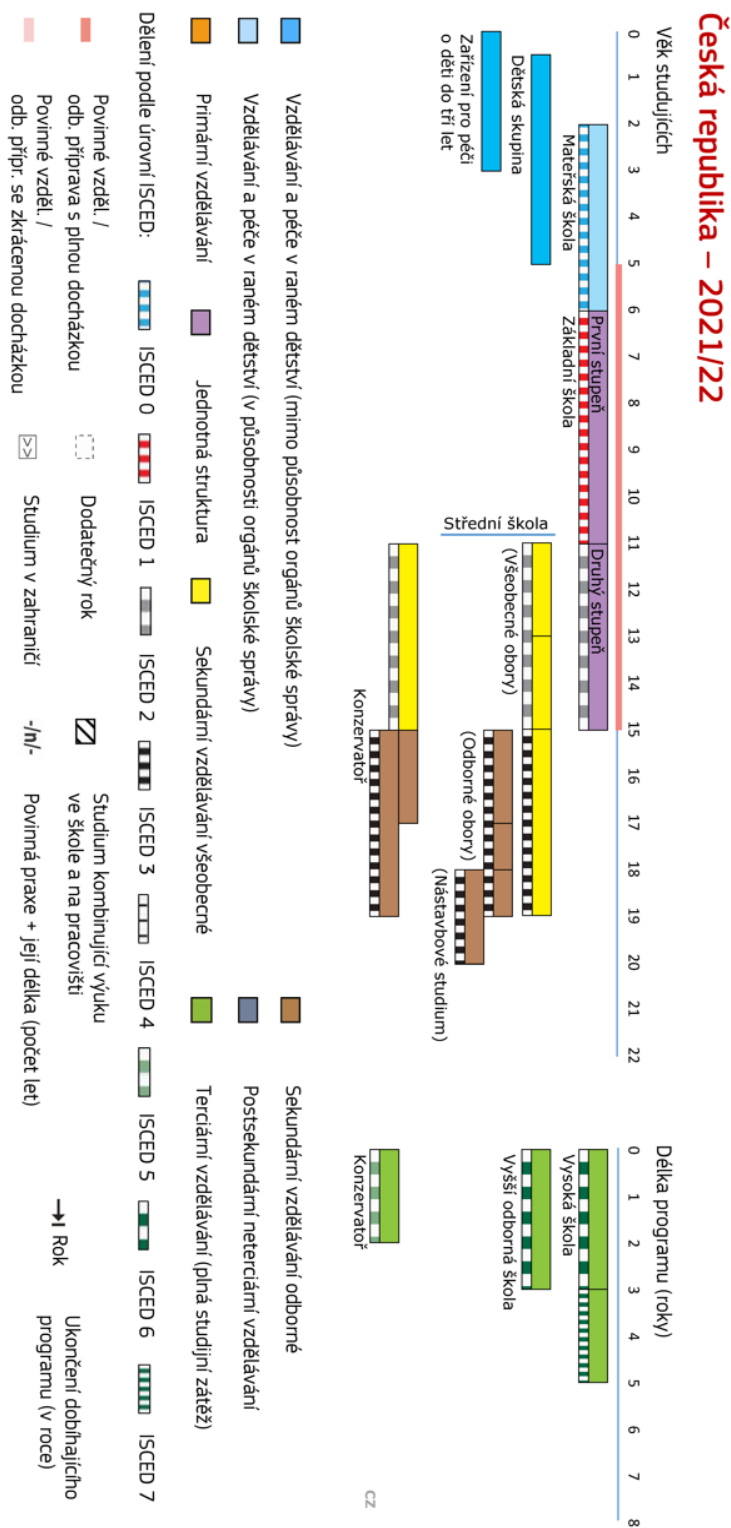 Česká republika – 2021/22
Věk studujících
0 1 2 3 4 5 6 7 8 9 10 11 12 13 15 16 17 18 19 20 21 22
Délka programu (roky)
0 1 2 3 4 5 6 7 8
První stupeň
Druhý stupeň
Mateřská škola
Základní škola
Vysoká škola
Dětská skupina
Střední škola
(Všeobecné obory)
Vyšší odborná škola
Zařízení pro péči
o děti do tří let
(Odborné obory)
(Nástavbové studium)
Konzervatoř
Konzervatoř
CZ
Vzdělávání a péče v raném dětství (mimo působnost orgánů školské správy)
Sekundární vzdělávání odborné
Vzdělávání a péče v raném dětství (v působnosti orgánů školské správy)
Postsekundární neterciární vzdělávání
Primární vzdělávání
Jednotná struktura
Sekundární vzdělávání všeobecné
Terciární vzdělávání (plná studijní zátěž)
Dělení podle úrovní ISCED:
ISCED 0
ISCED 1
ISCED 2
ISCED 3
ISCED 4
ISCED 5
ISCED 6
ISCED 7
Povinné vzděl. /
odb. příprava s plnou docházkou
Dodatečný rok
Studium kombinující výuku
ve škole a na pracovišti
Rok
Ukončení dobíhajícího
programu (v roce)
Povinné vzděl. /
odb. přípr. se zkrácenou docházkou
>> Studium v zahraničí
-/n/- Povinná praxe + její délka (počet let)